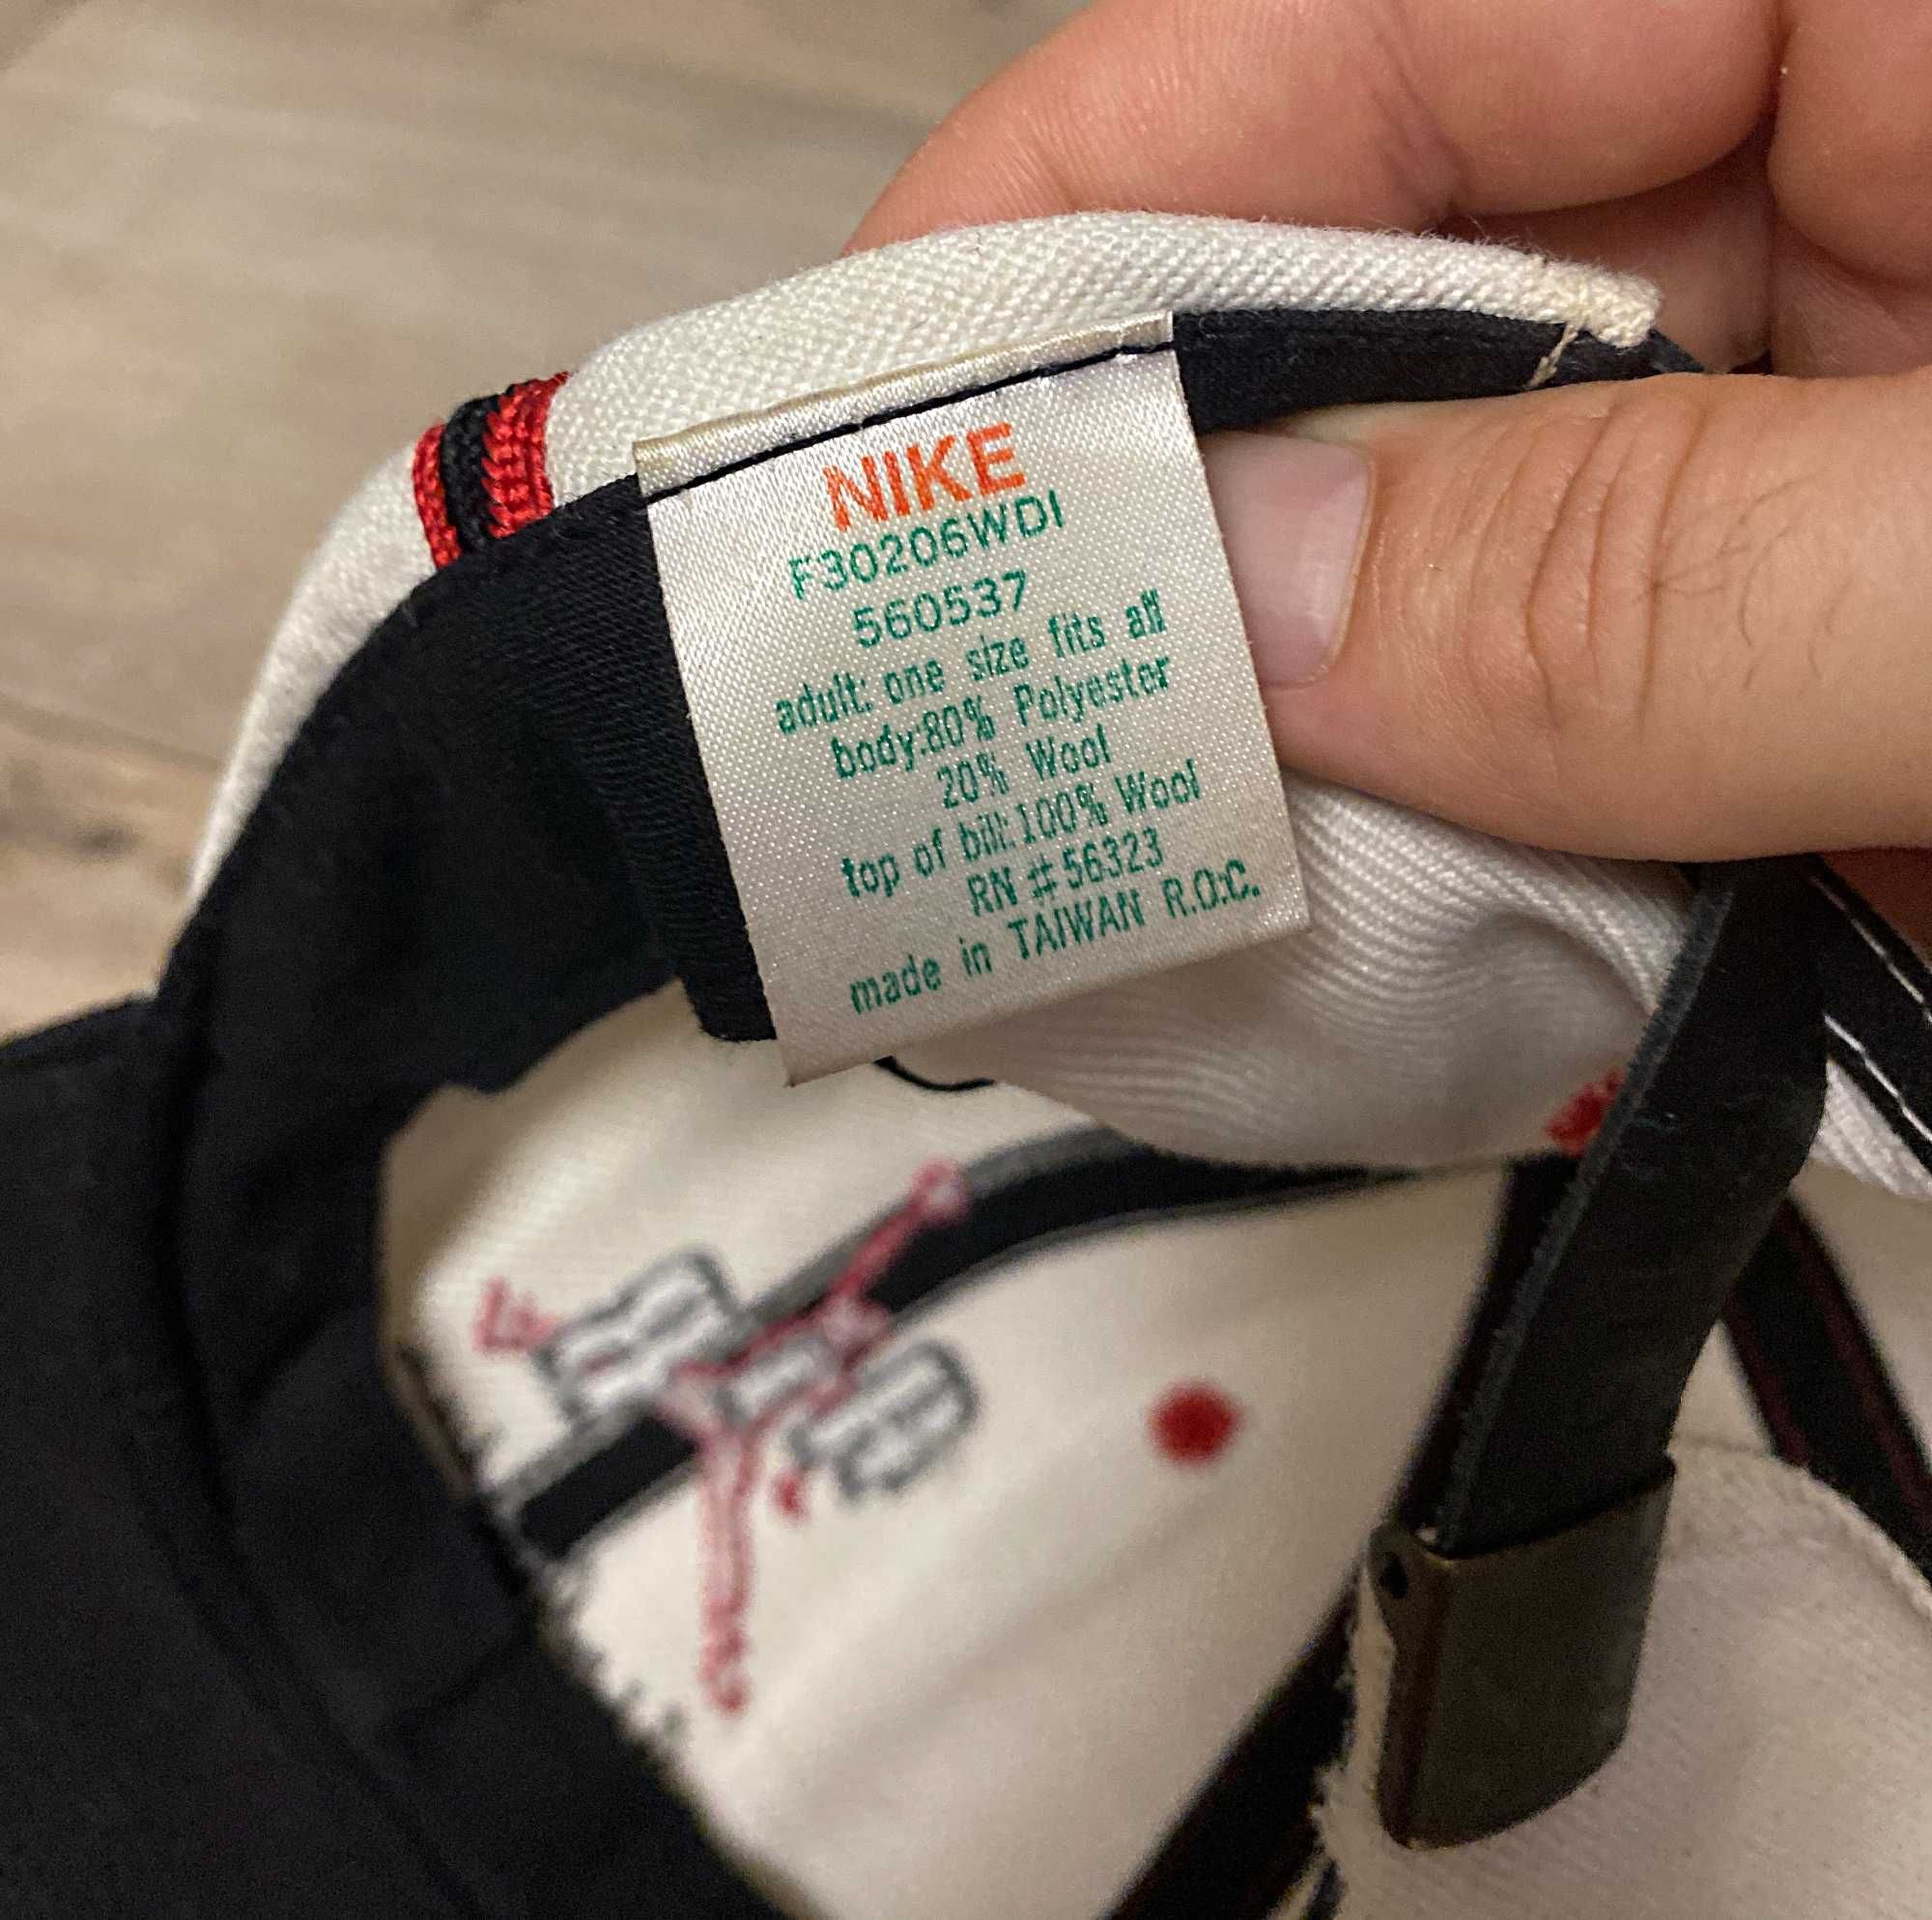 NIKE
F30206WDI
560537
adult: one size fits all
body:80% Polyester
20% Wool
top of bill:100% Wool
RN # 56323
made in TAIWAN R.O.C.